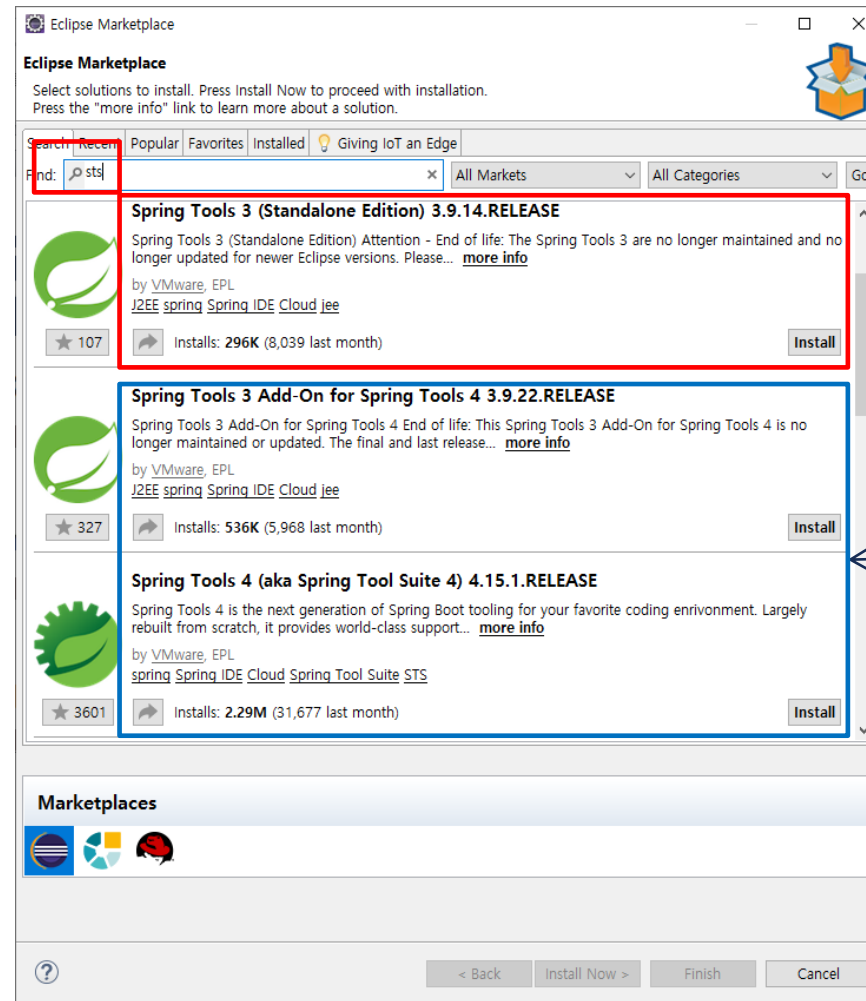 Eclipse Marketplace
Eclipse Marketplace
Select solutions to install. Press Install Now to proceed with installation.
Press the "more info" link to learn more about a solution.
Search Recent Popular Favorites Installed Giving IoT an Edge
Find: sts All Markets All Categories Go
Spring Tools 3 (Standalone Edition) 3.9.14.RELEASE
Spring Tools 3 (Standalone Edition) Attention - End of life: The Spring Tools 3 are no longer maintained and no
longer updated for newer Eclipse versions. Please... more info
by VMware, EPL
J2EE spring Spring IDE Cloud jee
107 Installs: 296K (8,039 last month) Install
Spring Tools 3 Add-On for Spring Tools 4 3.9.22.RELEASE
Spring Tools 3 Add-On for Spring Tools 4 End of life: This Spring Tools 3 Add-On for Spring Tools 4 is no
longer maintained or updated. The final and last release... more info
by VMware, EPL
J2EE spring Spring IDE Cloud jee
327 Installs: 536K (5,968 last month) Install
Spring Tools 4 (aka Spring Tool Suite 4) 4.15.1.RELEASE
Spring Tools 4 is the next generation of Spring Boot tooling for your favorite coding enrivonment. Largely
rebuilt from scratch, it provides world-class support... more info
by VMware, EPL
spring Spring IDE Cloud Spring Tool Suite STS
3601 Installs: 2.29M (31,677 last month) Install
Marketplaces
? < Back Install Now > Finish Cancel